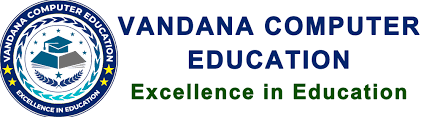 VANDANA COMPUTER EDUCATION
EXCELLENCE IN EDUCATION
VANDANA COMPUTER
EDUCATION
Excellence in Education